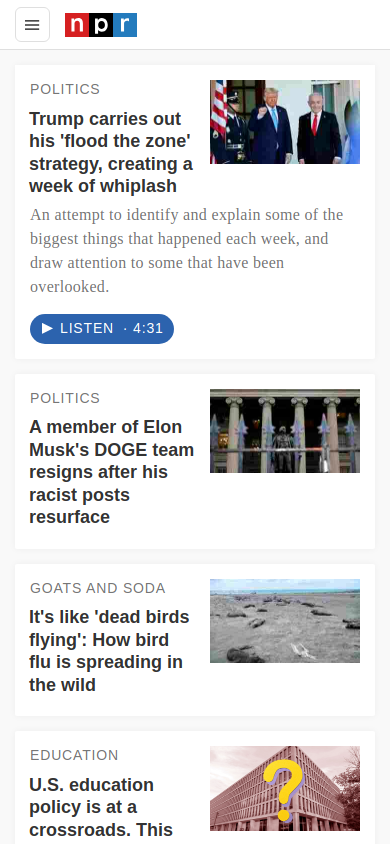 npr
POLITICS
Trump carries out
his 'flood the zone'
strategy, creating a
week of whiplash
An attempt to identify and explain some of the
biggest things that happened each week, and
draw attention to some that have been
overlooked.
LISTEN · 4:31
POLITICS
A member of Elon
Musk's DOGE team
resigns after his
racist posts
resurface
GOATS AND SODA
It's like 'dead birds
flying': How bird
flu is spreading in
the wild
EDUCATION
U.S. education
policy is at a
crossroads. This
?